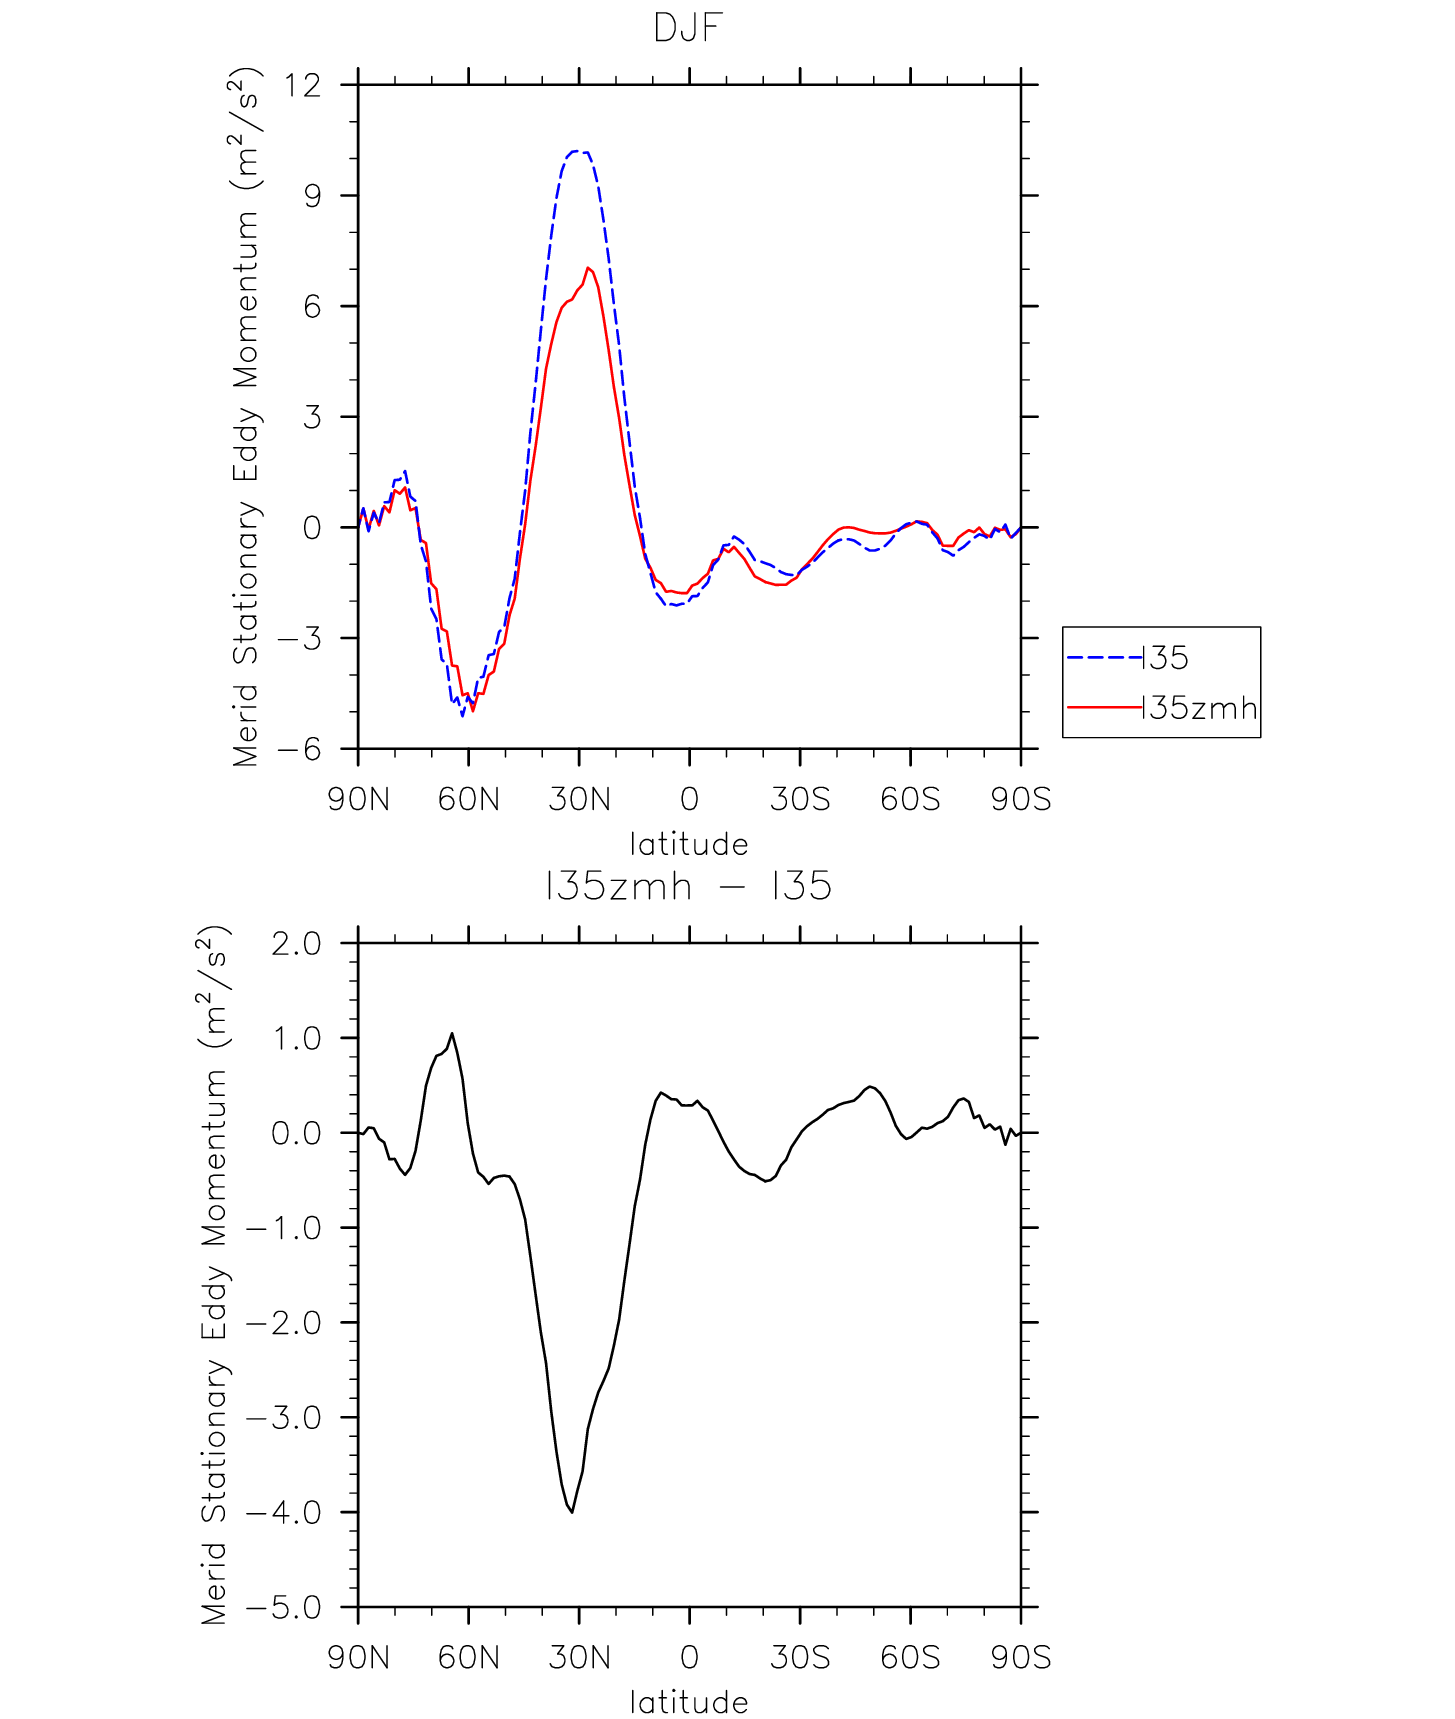 DJF
Merid Stationary Eddy Momentum (m²/s²)
12
9
6
3
0
−3
−6
90N 60N 30N 0 30S 60S 90S
latitude
I35
I35zmh
I35zmh − I35
Merid Stationary Eddy Momentum (m²/s²)
2.0
1.0
0.0
−1.0
−2.0
−3.0
−4.0
−5.0
90N 60N 30N 0 30S 60S 90S
latitude